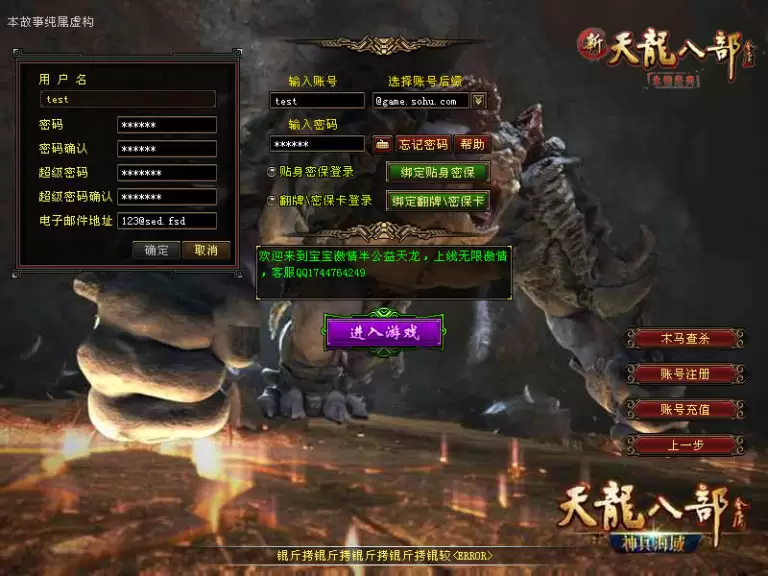 本故事纯属虚构
用户名
test
密码
******
密码确认
******
超级密码
*******
超级密码确认
*******
电子邮件地址
123@sed.fsd
确定 取消
输入账号 选择账号后缀
test @game.sohu.com
输入密码
****** 忘记密码 帮助
贴身密保登录 绑定贴身密保
翻牌\密保卡登录 绑定翻牌\密保卡
欢迎来到宝宝激情半公益天龙，上线无限激情
，客服QQ1744764249
进入游戏
新天龍八部
木马查杀
账号注册
账号充值
上一步
天龍八部
神兵海域
锟斤拷锟斤拷锟斤拷锟斤拷锟较<ERROR>